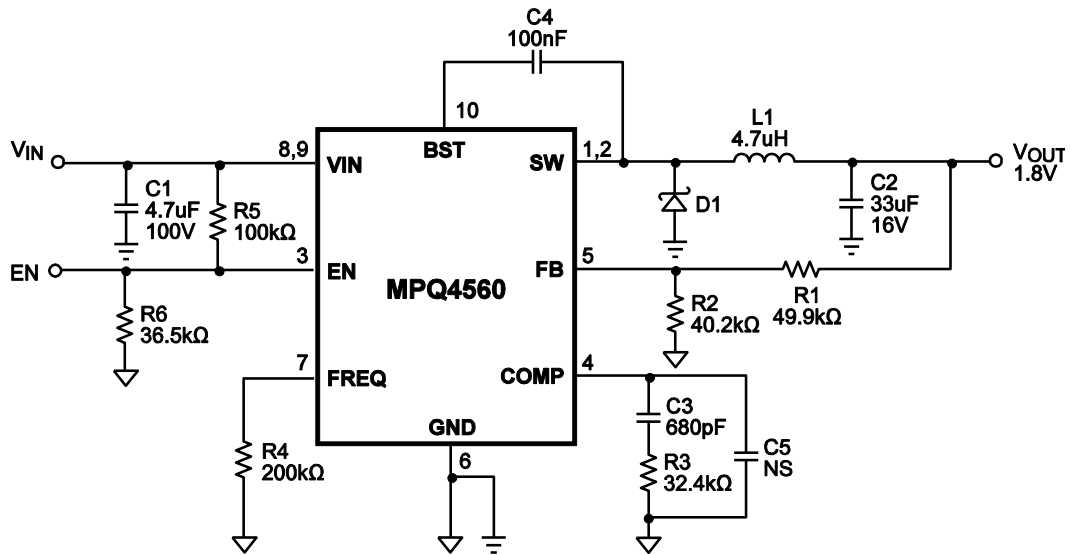 C4
100nF
10
BST
V_IN
8,9
VIN
SW
1,2
L1
4.7uH
V_OUT
1.8V
C1
4.7uF
100V
R5
100kΩ
D1
C2
33uF
16V
EN
3
EN
MPQ4560
FB
5
R1
49.9kΩ
R6
36.5kΩ
R2
40.2kΩ
7
FREQ
COMP
4
GND
6
R4
200kΩ
C3
680pF
R3
32.4kΩ
C5
NS